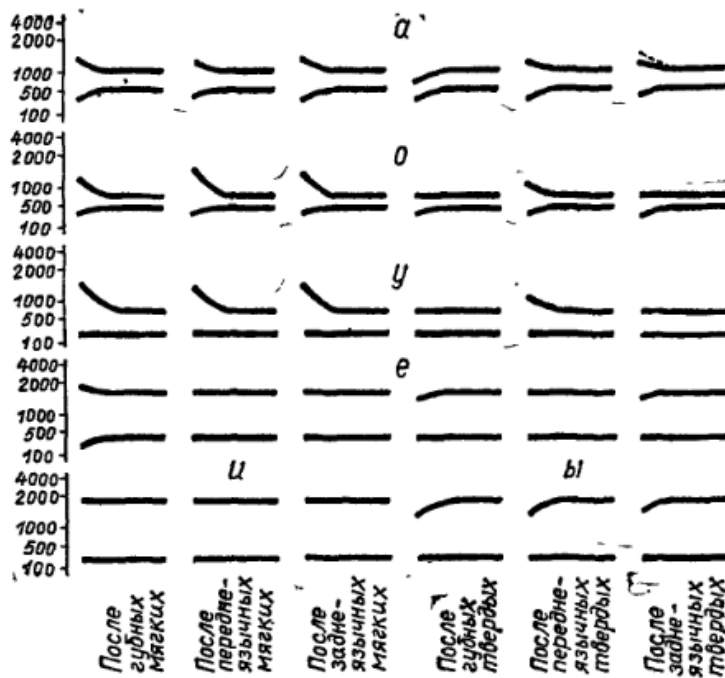 а
4000
2000
1000
500
100
о
4000
2000
1000
500
100
у
4000
2000
1000
500
100
е
4000
2000
1000
500
100
и ы
4000
2000
1000
500
100
После губных мягких
После передне-язычных мягких
После задне-язычных мягких
После губных твердых
После передне-язычных твердых
После задне-язычных твердых